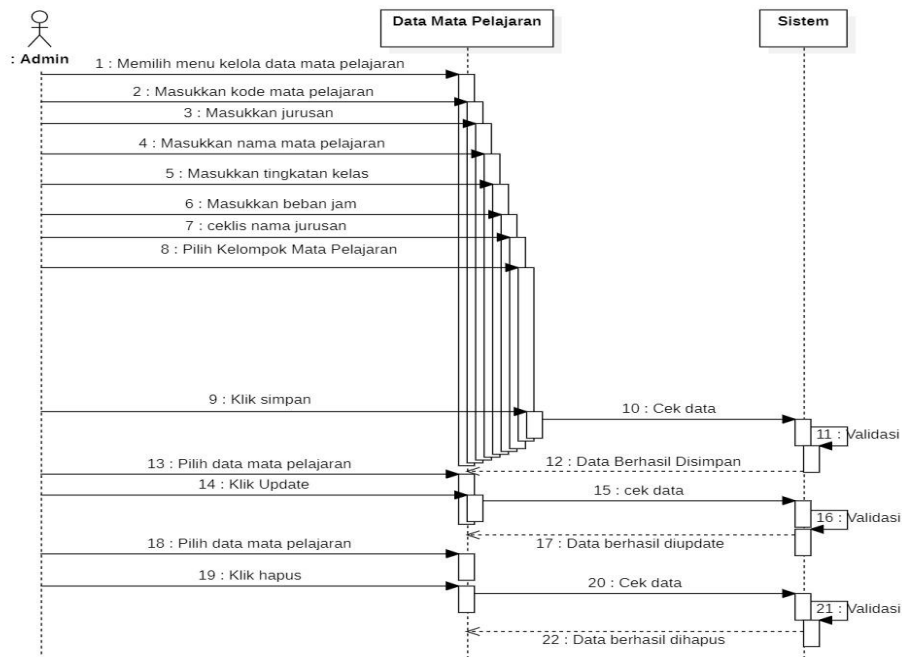 Data Mata Pelajaran
Sistem
: Admin
1 : Memilih menu kelola data mata pelajaran
2 : Masukkan kode mata pelajaran
3 : Masukkan jurusan
4 : Masukkan nama mata pelajaran
5 : Masukkan tingkatan kelas
6 : Masukkan beban jam
7 : ceklis nama jurusan
8 : Pilih Kelompok Mata Pelajaran
9 : Klik simpan
10 : Cek data
11 : Validasi
12 : Data Berhasil Disimpan
13 : Pilih data mata pelajaran
14 : Klik Update
15 : cek data
16 : Validasi
17 : Data berhasil diupdate
18 : Pilih data mata pelajaran
19 : Klik hapus
20 : Cek data
21 : Validasi
22 : Data berhasil dihapus